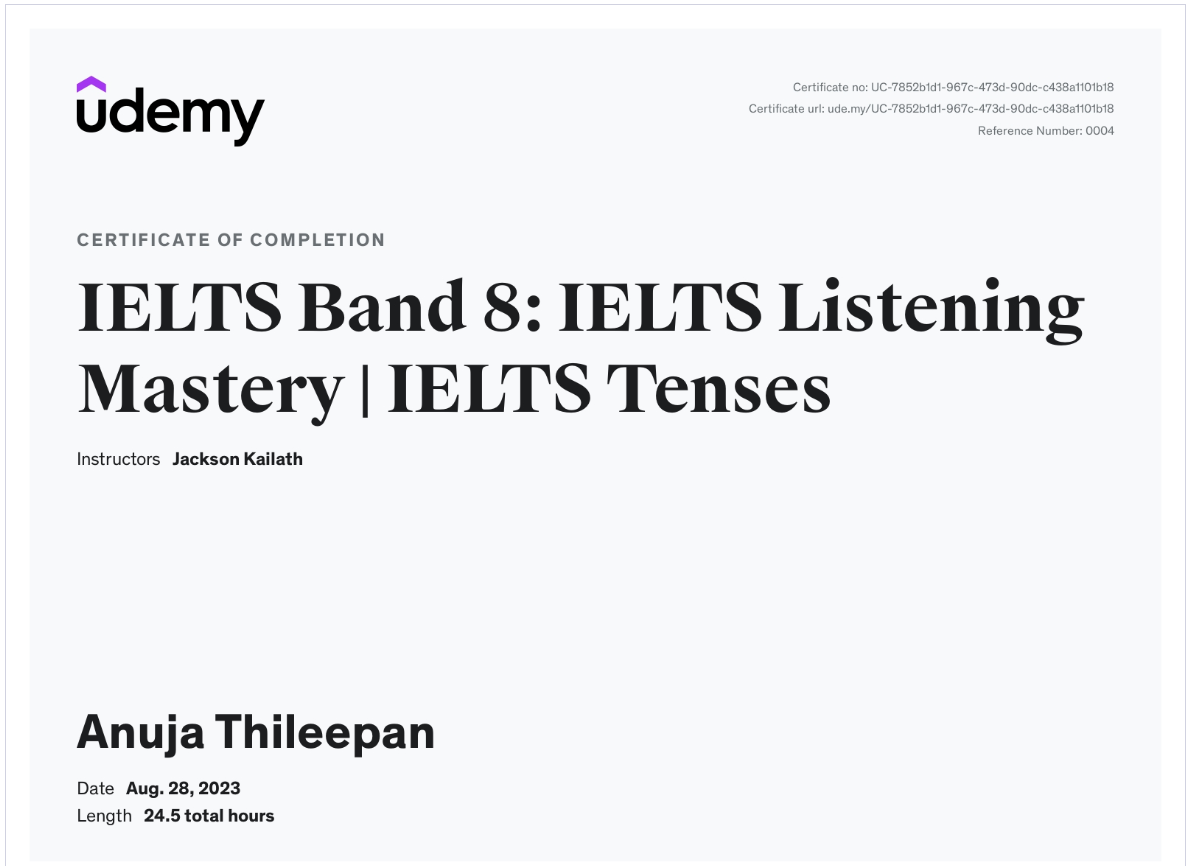 udemy
Certificate no: UC-7852b1d1-967c-473d-90dc-c438a1101b18
Certificate url: ude.my/UC-7852b1d1-967c-473d-90dc-c438a1101b18
Reference Number: 0004
CERTIFICATE OF COMPLETION
IELTS Band 8: IELTS Listening
Mastery | IELTS Tenses
Instructors Jackson Kailath
Anuja Thileepan
Date Aug. 28, 2023
Length 24.5 total hours